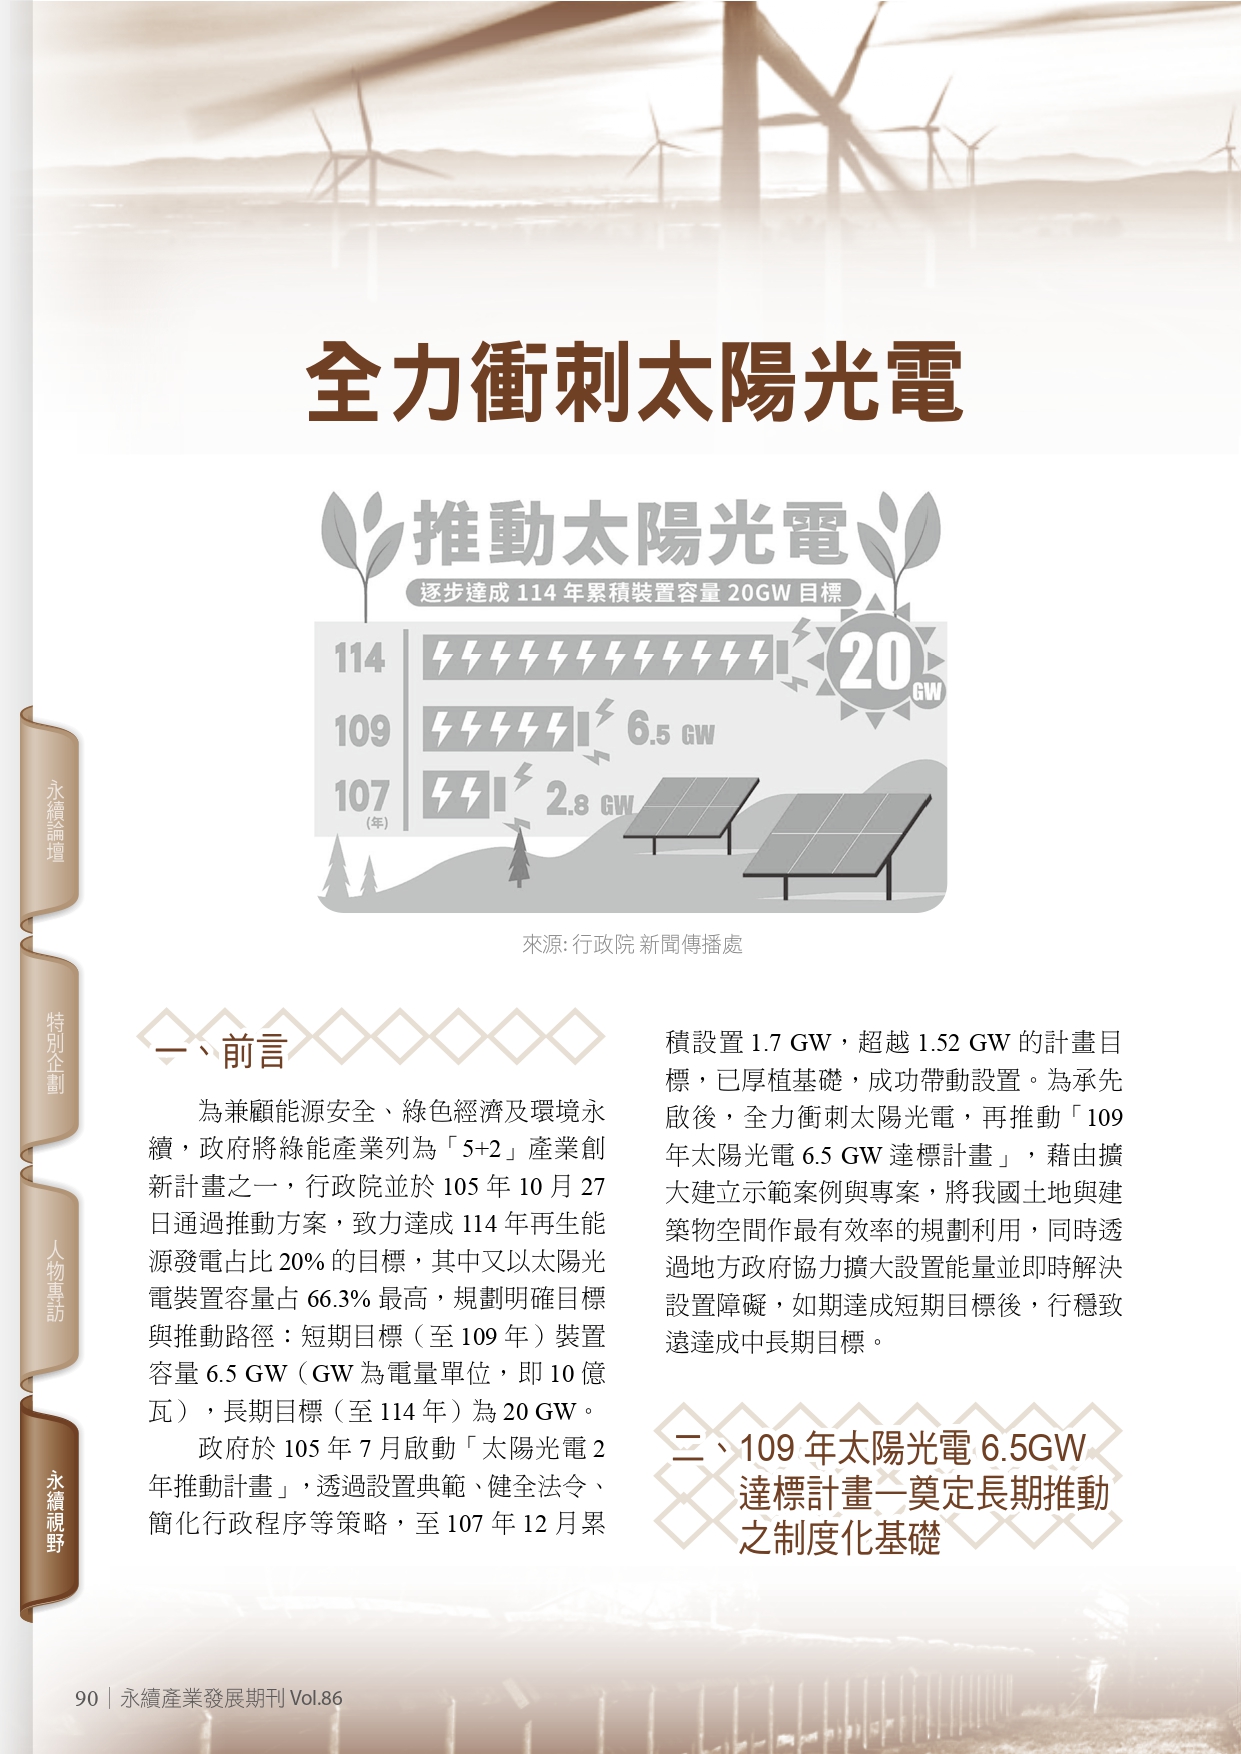 全力衝刺太陽光電
推動太陽光電
逐步達成 114 年累積裝置容量 20GW 目標
114
20 GW
109
6.5 GW
107
2.8 GW
(年)
來源: 行政院 新聞傳播處
永續論壇
特別企劃
人物專訪
永續視野
一、前言
為兼顧能源安全、綠色經濟及環境永
續，政府將綠能產業列為「5+2」產業創
新計畫之一，行政院並於 105 年 10 月 27
日通過推動方案，致力達成 114 年再生能
源發電占比 20% 的目標，其中又以太陽光
電裝置容量占 66.3% 最高，規劃明確目標
與推動路徑：短期目標（至 109 年）裝置
容量 6.5 GW（GW 為電量單位，即 10 億
瓦），長期目標（至 114 年）為 20 GW。
政府於 105 年 7 月啟動「太陽光電 2
年推動計畫」，透過設置典範、健全法令、
簡化行政程序等策略，至 107 年 12 月累
積設置 1.7 GW，超越 1.52 GW 的計畫目
標，已厚植基礎，成功帶動設置。為承先
啟後，全力衝刺太陽光電，再推動「109
年太陽光電 6.5 GW 達標計畫」，藉由擴
大建立示範案例與專案，將我國土地與建
築物空間作最有效率的規劃利用，同時透
過地方政府協力擴大設置能量並即時解決
設置障礙，如期達成短期目標後，行穩致
遠達成中長期目標。
二、109 年太陽光電 6.5GW
達標計畫—奠定長期推動
之制度化基礎
90｜永續產業發展期刊 Vol.86